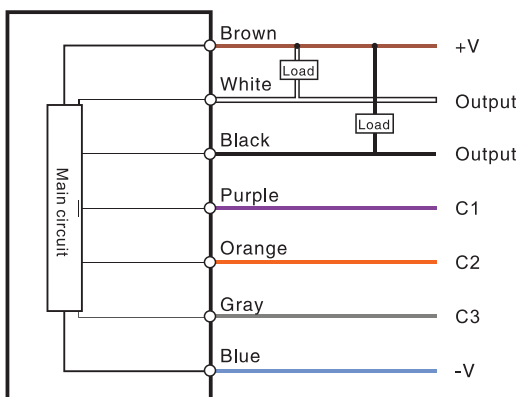 Brown
+V
Load
White
Output
Load
Black
Output
Main circuit
Purple
C1
Orange
C2
Gray
C3
Blue
-V